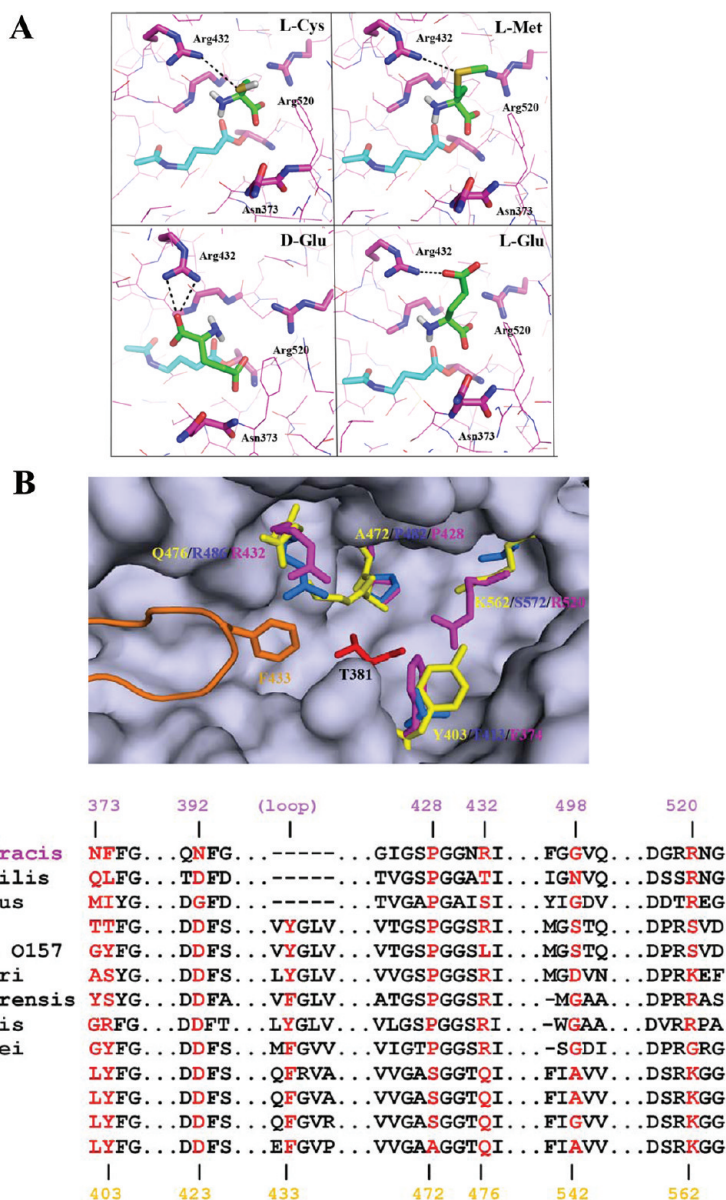 A
L-Cys
Arg432
Arg520
Asn373
L-Met
Arg432
Arg520
Asn373
D-Glu
Arg432
Arg520
Asn373
L-Glu
Arg432
Arg520
Asn373
B
Q476/R486/R432
A472/P482/P428
K562/S572/R520
F433
T381
Y403/
/F374
373 392 (loop) 428 432 498 520
racis NFFG...QNFG...-----...GIGSPGGNRI...FGGVQ...DGRRNG
ilis QLFG...TDFD...-----...TVGSPGGATI...IGNVQ...DSSRNG
us MIYG...DGFD...-----...TVGAPGAISI...YIGDV...DDTREG
TTFG...DDFS...VYGLV...VTGSPGGSRI...MGSTQ...DPRSVD
O157 GYFG...DDFS...VYGLV...VTGSPGGSLI...MGSTQ...DPRSVD
ri ASYG...DDFS...LYGLV...VVGSPGGSRI...MGDVN...DPRKEF
rensis YSYG...DDFA...VFGLV...ATGSPGGSRI...-MGAA...DPRRAS
is GRFG...DDFT...LYGLV...VLGSPGGSRI...-WGAA...DVRRPA
ei GYFG...DDFS...MFGVV...VIGTPGGSRI...-SGDI...DPRGRG
LYFG...DDFS...QFRVA...VVGASGGTQI...FIAVV...DSRKGG
LYFG...DDFS...QFGVA...VVGASGGTQI...FIAVV...DSRKGG
LYFG...DDFS...QFGVR...VVGASGGTQI...FIGVV...DSRKGG
LYFG...DDFS...EFGVP...VVGAAGGTQI...FIAVV...DSRKGG
403 423 433 472 476 542 562